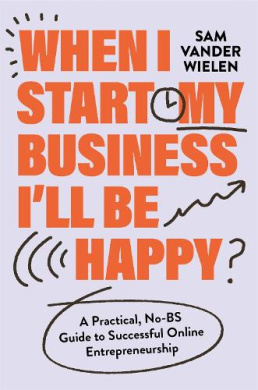 WHEN I
SAM
VANDER
WIELEN
START MY
BUSINESS
I'LL BE
HAPPY?
A Practical, No-BS
Guide to Successful Online
Entrepreneurship